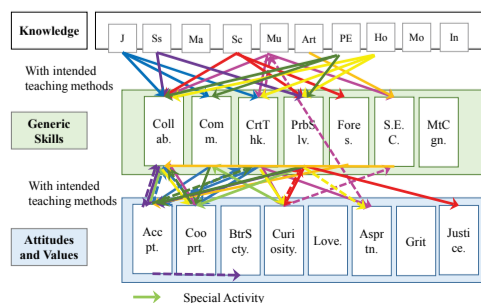 Knowledge
J Ss Ma Sc Mu Art PE Ho Mo In
With intended
teaching methods
Generic
Skills
Coll
ab.
Com
m.
CrtT
hk.
PrbS
lv.
Fore
s.
S.E.
C.
MtC
gn.
With intended
teaching methods
Attitudes
and Values
Acc
pt.
Coo
prt.
BtrS
cty.
Curi
osity.
Love.
Aspr
tn.
Grit
Justi
ce.
Special Activity